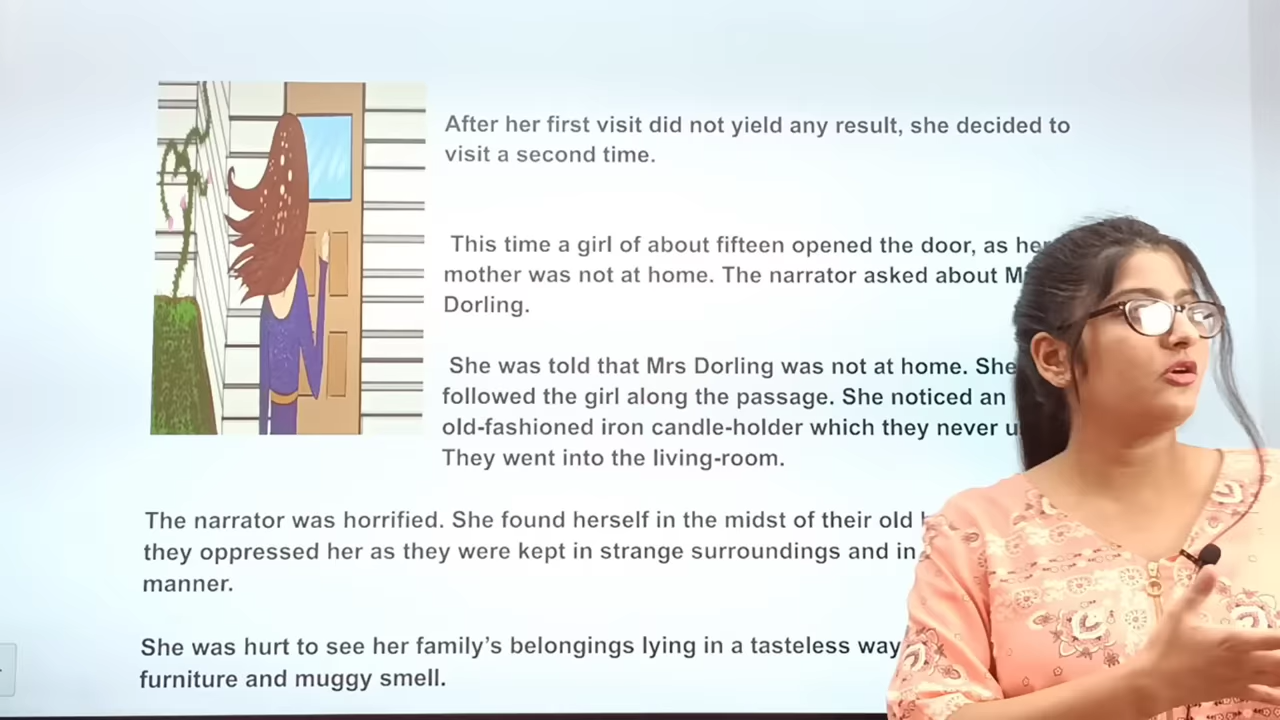 After her first visit did not yield any result, she decided to
visit a second time.
This time a girl of about fifteen opened the door, as her
mother was not at home. The narrator asked about
Dorling.
She was told that Mrs Dorling was not at home. She
followed the girl along the passage. She noticed an
old-fashioned iron candle-holder which they never
They went into the living-room.
The narrator was horrified. She found herself in the midst of their old
they oppressed her as they were kept in strange surroundings and in
manner.
She was hurt to see her family’s belongings lying in a tasteless way
furniture and muggy smell.